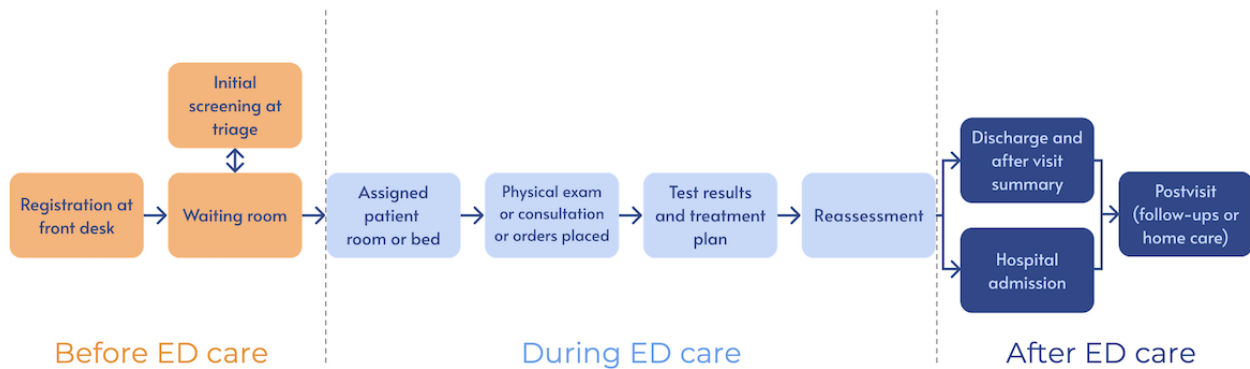 Initial
screening at
triage
Registration at
front desk
Waiting room
Assigned
patient
room or bed
Physical exam
or consultation
or orders placed
Test results
and treatment
plan
Reassessment
Discharge and
after visit
summary
Hospital
admission
Postvisit
(follow-ups or
home care)
Before ED care
During ED care
After ED care